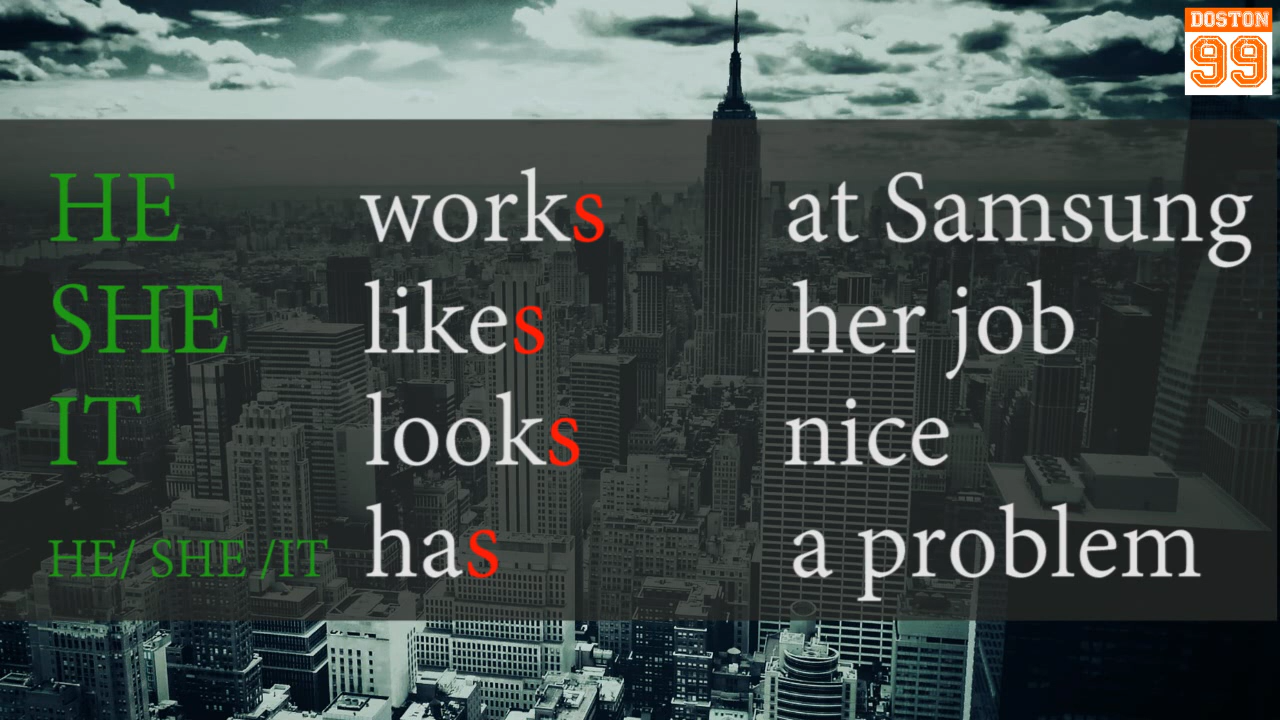 DOSTON
99
HE works at Samsung
SHE likes her job
IT looks nice
HE/ SHE /IT has a problem